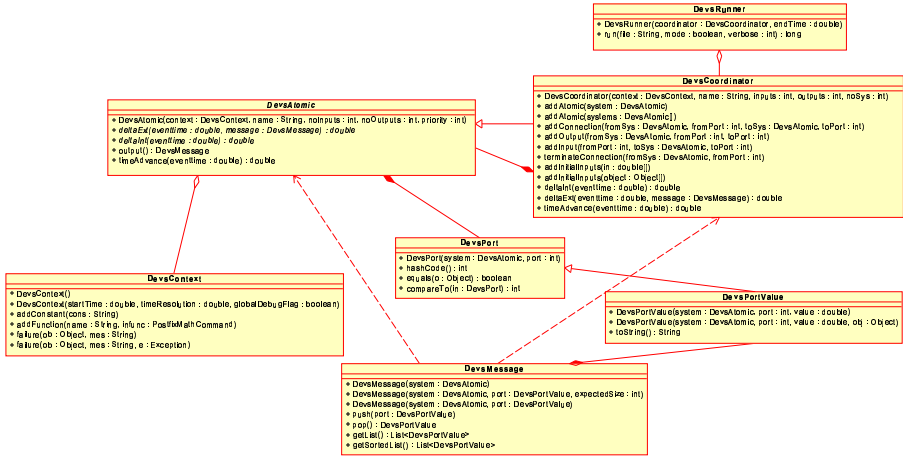 DevsRunner
DevsRunner(coordinator : DevsCoordinator, endTime : double)
run(file : String, mode : boolean, verbose : int) : long
DevsCoordinator
DevsCoordinator(context : DevsContext, name : String, inputs : int, outputs : int, noSys : int)
addAtomic(system : DevsAtomic)
addAtomic(systems : DevsAtomic[])
addConnection(fromSys : DevsAtomic, fromPort : int, toSys : DevsAtomic, toPort : int)
addOutput(fromSys : DevsAtomic, fromPort : int, toPort : int)
addInput(fromPort : int, toSys : DevsAtomic, toPort : int)
terminateConnection(fromSys : DevsAtomic, fromPort : int)
addInitialInputs(in : double[])
addInitialInputs(object : Object[])
deltaInt(eventtime : double) : double
deltaExt(eventtime : double, message : DevsMessage) : double
timeAdvance(eventtime : double) : double
DevsAtomic
DevsAtomic(context : DevsContext, name : String, noInputs : int, noOutputs : int, priority : int)
deltaExt(eventtime : double, message : DevsMessage) : double
deltaInt(eventtime : double) : double
output() : DevsMessage
timeAdvance(eventtime : double) : double
DevsPort
DevsPort(system : DevsAtomic, port : int)
hashCode() : int
equals(o : Object) : boolean
compareTo(in : DevsPort) : int
DevsContext
DevsContext()
DevsContext(startTime : double, timeResolution : double, globalDebugFlag : boolean)
addConstant(cons : String)
addFunction(name : String, infunc : PostfixMathCommand)
failure(ob : Object, mes : String)
failure(ob : Object, mes : String, e : Exception)
DevsPortValue
DevsPortValue(system : DevsAtomic, port : int, value : double)
DevsPortValue(system : DevsAtomic, port : int, value : double, obj : Object)
toString() : String
DevsMessage
DevsMessage(system : DevsAtomic)
DevsMessage(system : DevsAtomic, port : DevsPortValue, expectedSize : int)
DevsMessage(system : DevsAtomic, port : DevsPortValue)
push(port : DevsPortValue)
pop() : DevsPortValue
getList() : List<DevsPortValue>
getSortedList() : List<DevsPortValue>